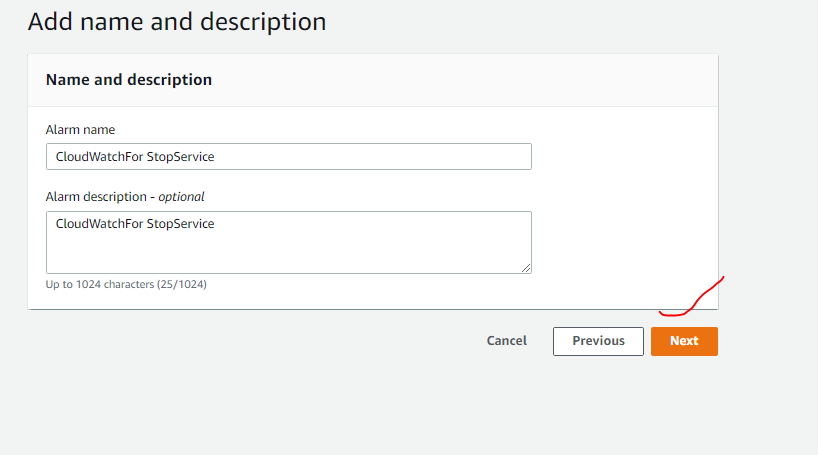 Add name and description
Name and description
Alarm name
CloudWatchFor StopService
Alarm description - optional
CloudWatchFor StopService
Up to 1024 characters (25/1024)
Cancel Previous Next